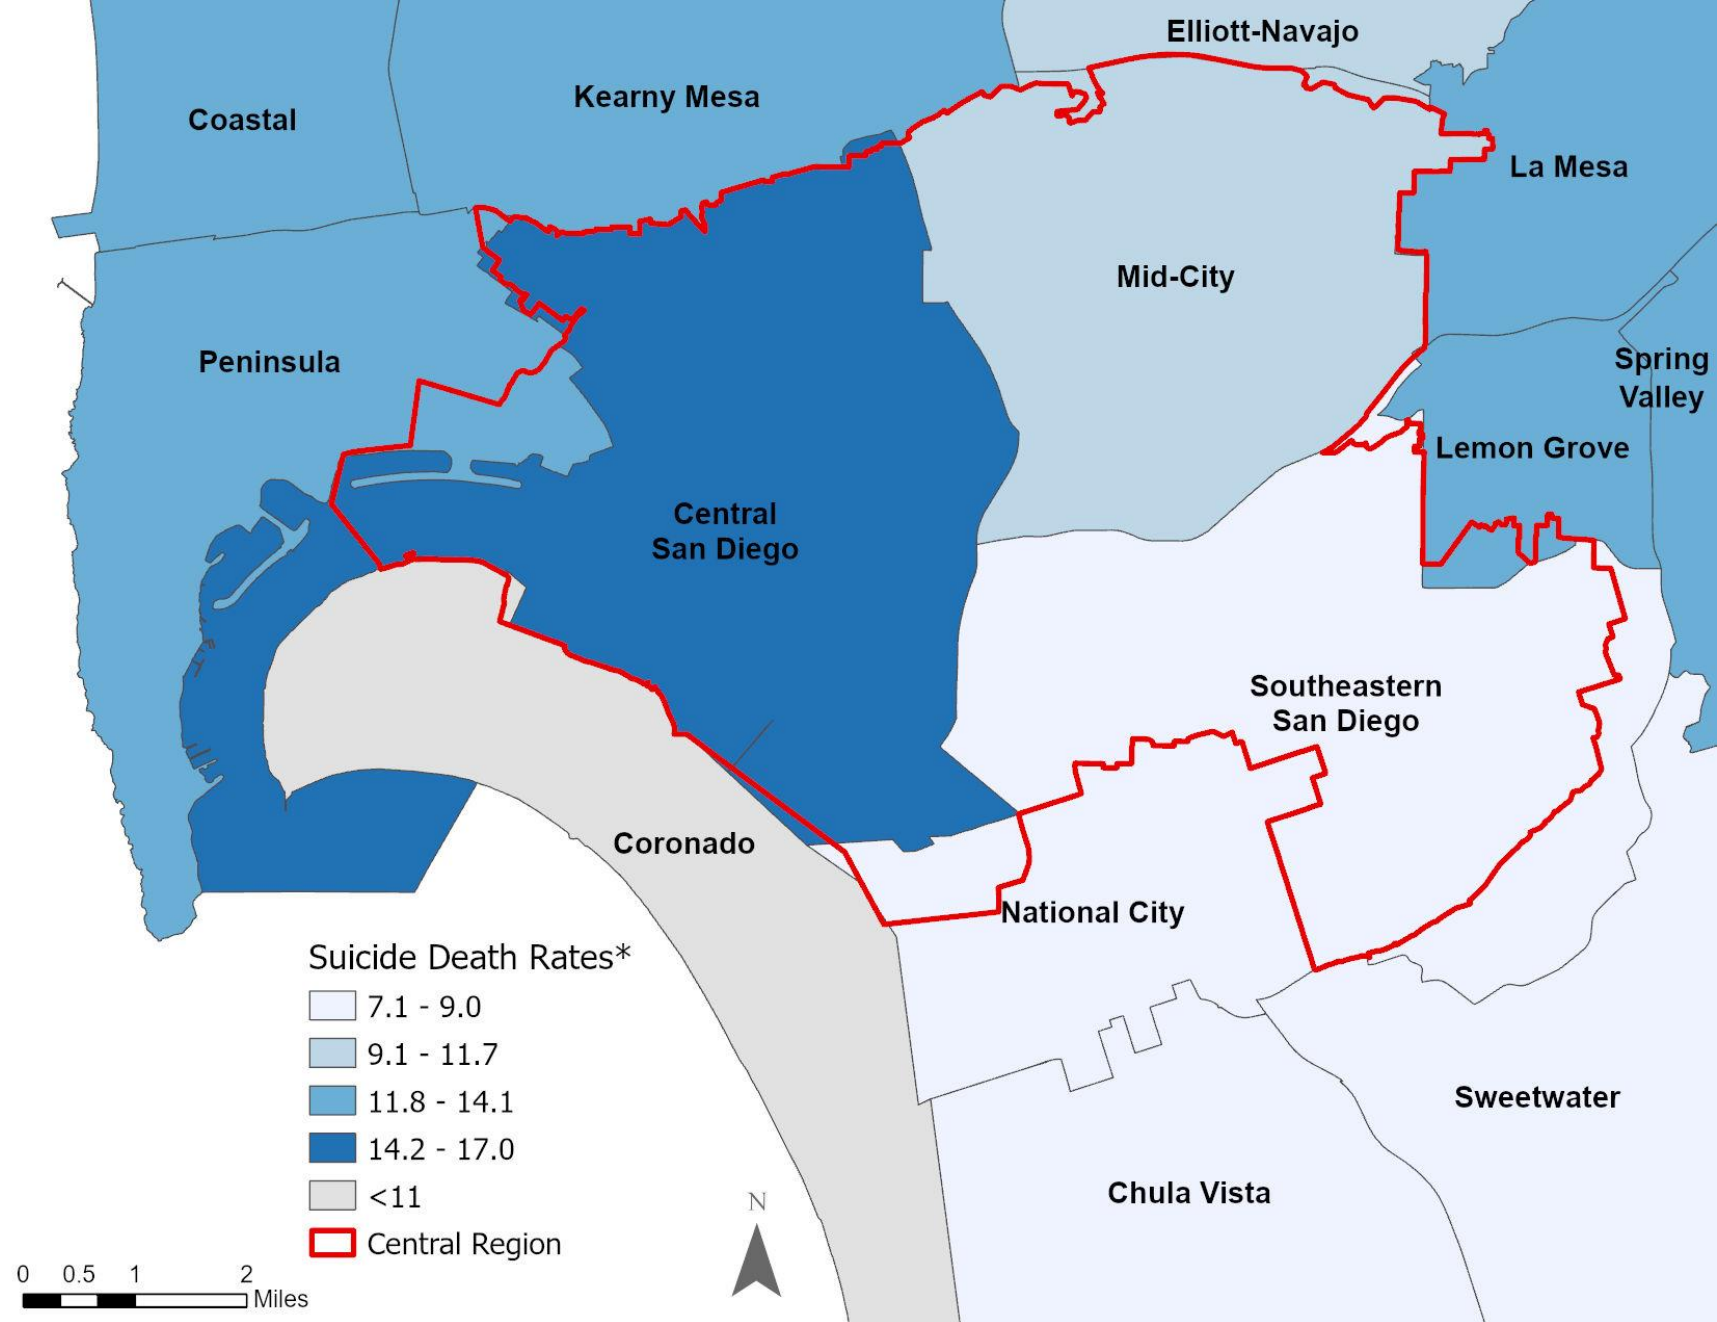 Elliott-Navajo
Kearny Mesa
Coastal
La Mesa
Mid-City
Peninsula
Spring
Valley
Lemon Grove
Central
San Diego
Southeastern
San Diego
Coronado
National City
Sweetwater
Chula Vista
Suicide Death Rates*
7.1 - 9.0
9.1 - 11.7
11.8 - 14.1
14.2 - 17.0
<11
Central Region
N
0 0.5 1 2
Miles